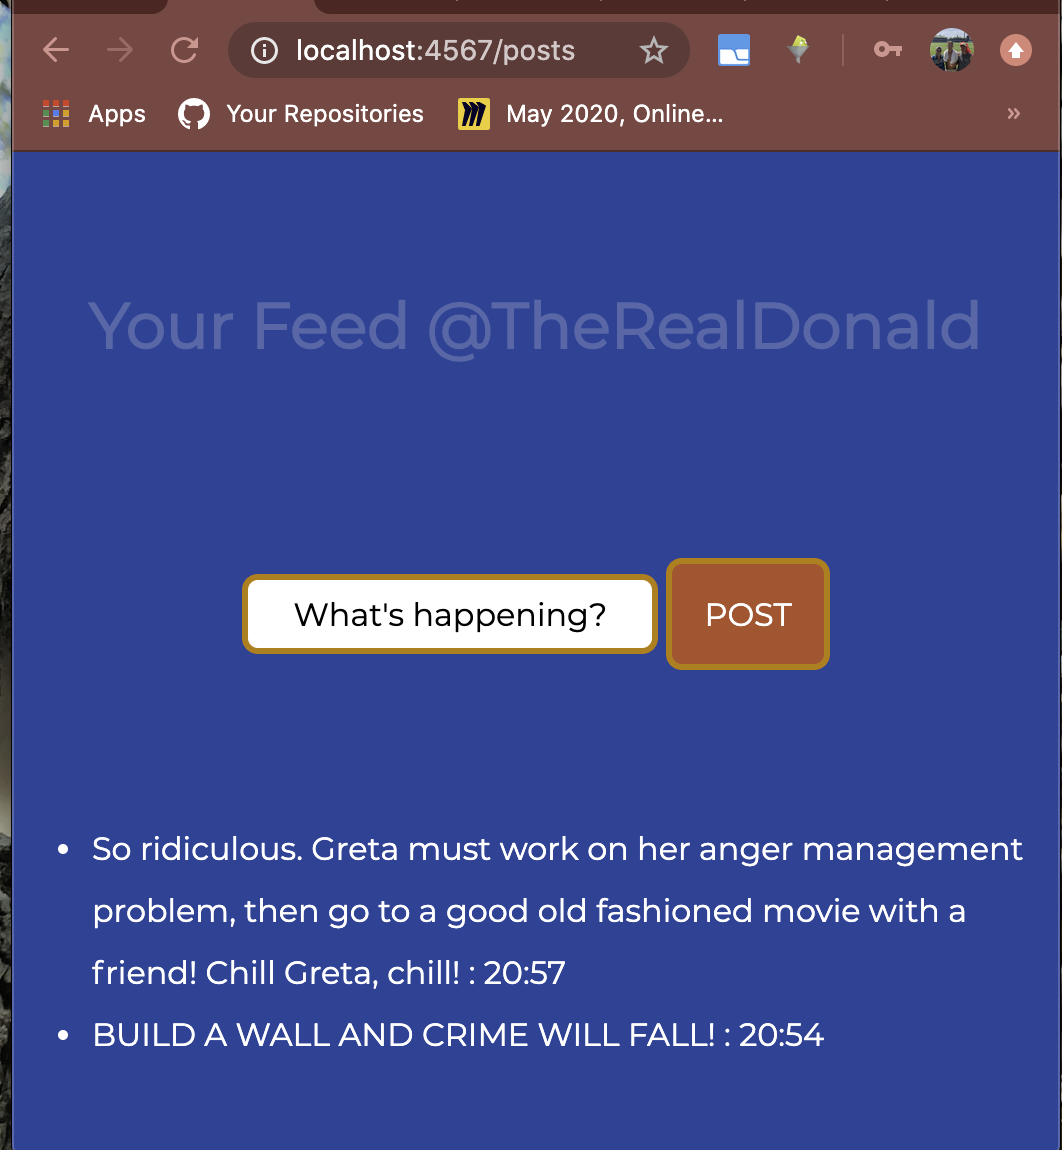 localhost:4567/posts
Apps Your Repositories May 2020, Online...
»
Your Feed @TheRealDonald
What's happening? POST
• So ridiculous. Greta must work on her anger management
problem, then go to a good old fashioned movie with a
friend! Chill Greta, chill! : 20:57
• BUILD A WALL AND CRIME WILL FALL! : 20:54